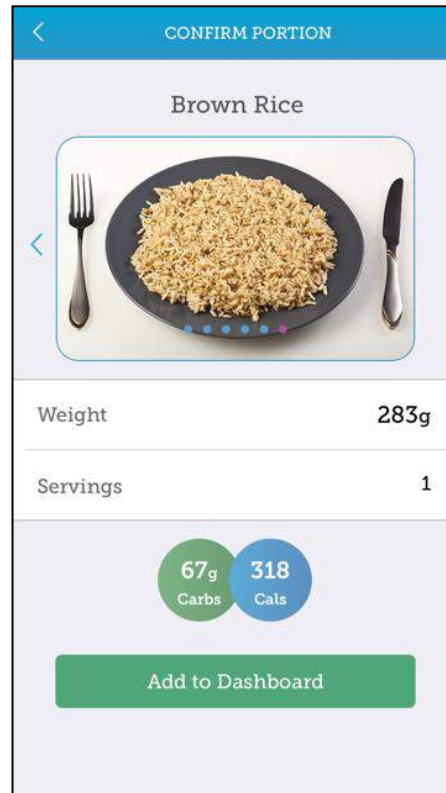 CONFIRM PORTION
Brown Rice
Weight 283g
Servings 1
67g 318
Carbs Cals
Add to Dashboard